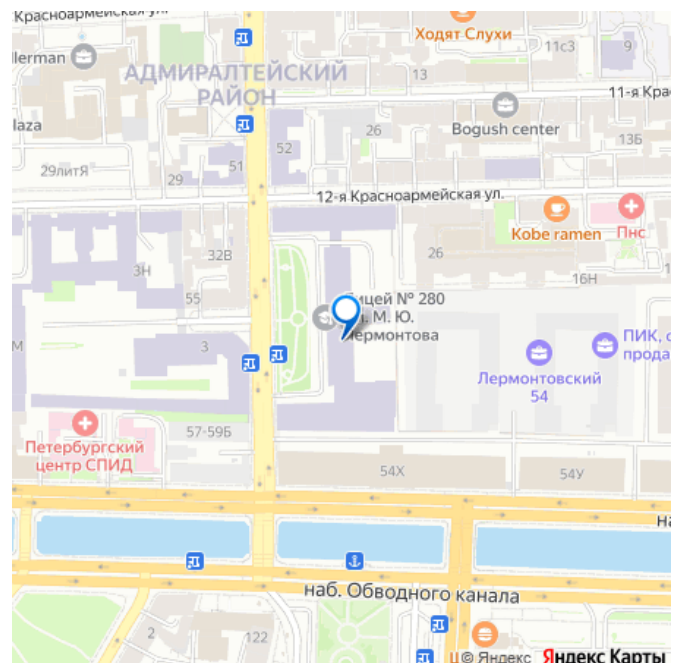 Красноармейская ул.
Ходят Слухи
11с3
9
llerman
АДМИРАЛТЕЙСКИЙ
РАЙОН
13
11-я Крас
laza
52
26
Bogush center
13Б
51
29литЯ
29
12-я Красноармейская ул.
Kobe ramen
Пнс
32В
3Н
26
16Н
55
Лицей № 280
м. М. Ю.
Лермонтова
М
3
ПИК, о
прода
Лермонтовский
54
57-59Б
Петербургский
центр СПИД
54Х
54У
на
наб. Обводного канала
2
122
Ц© Яндекс Яндекс Карты